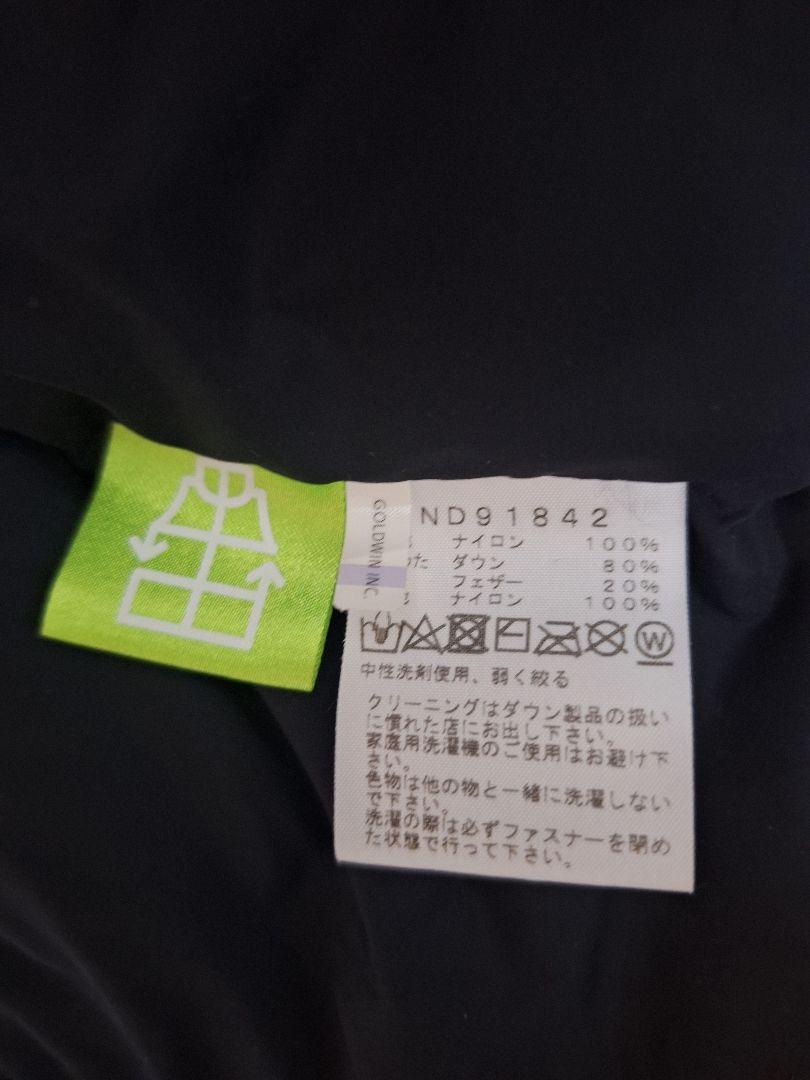 GOLDWIN INC.
ND91842
ナイロン 100%
た ダウン 80%
フェザー 20%
ナイロン 100%
W
中性洗剤使用、弱く絞る
クリーニングはダウン製品の扱い
に慣れた店にお出し下さい。
家庭用洗濯機のご使用はお避け下
さい。
色物は他の物と一緒に洗濯しない
で下さい。
洗濯の際は必ずファスナーを閉め
た状態で行って下さい。